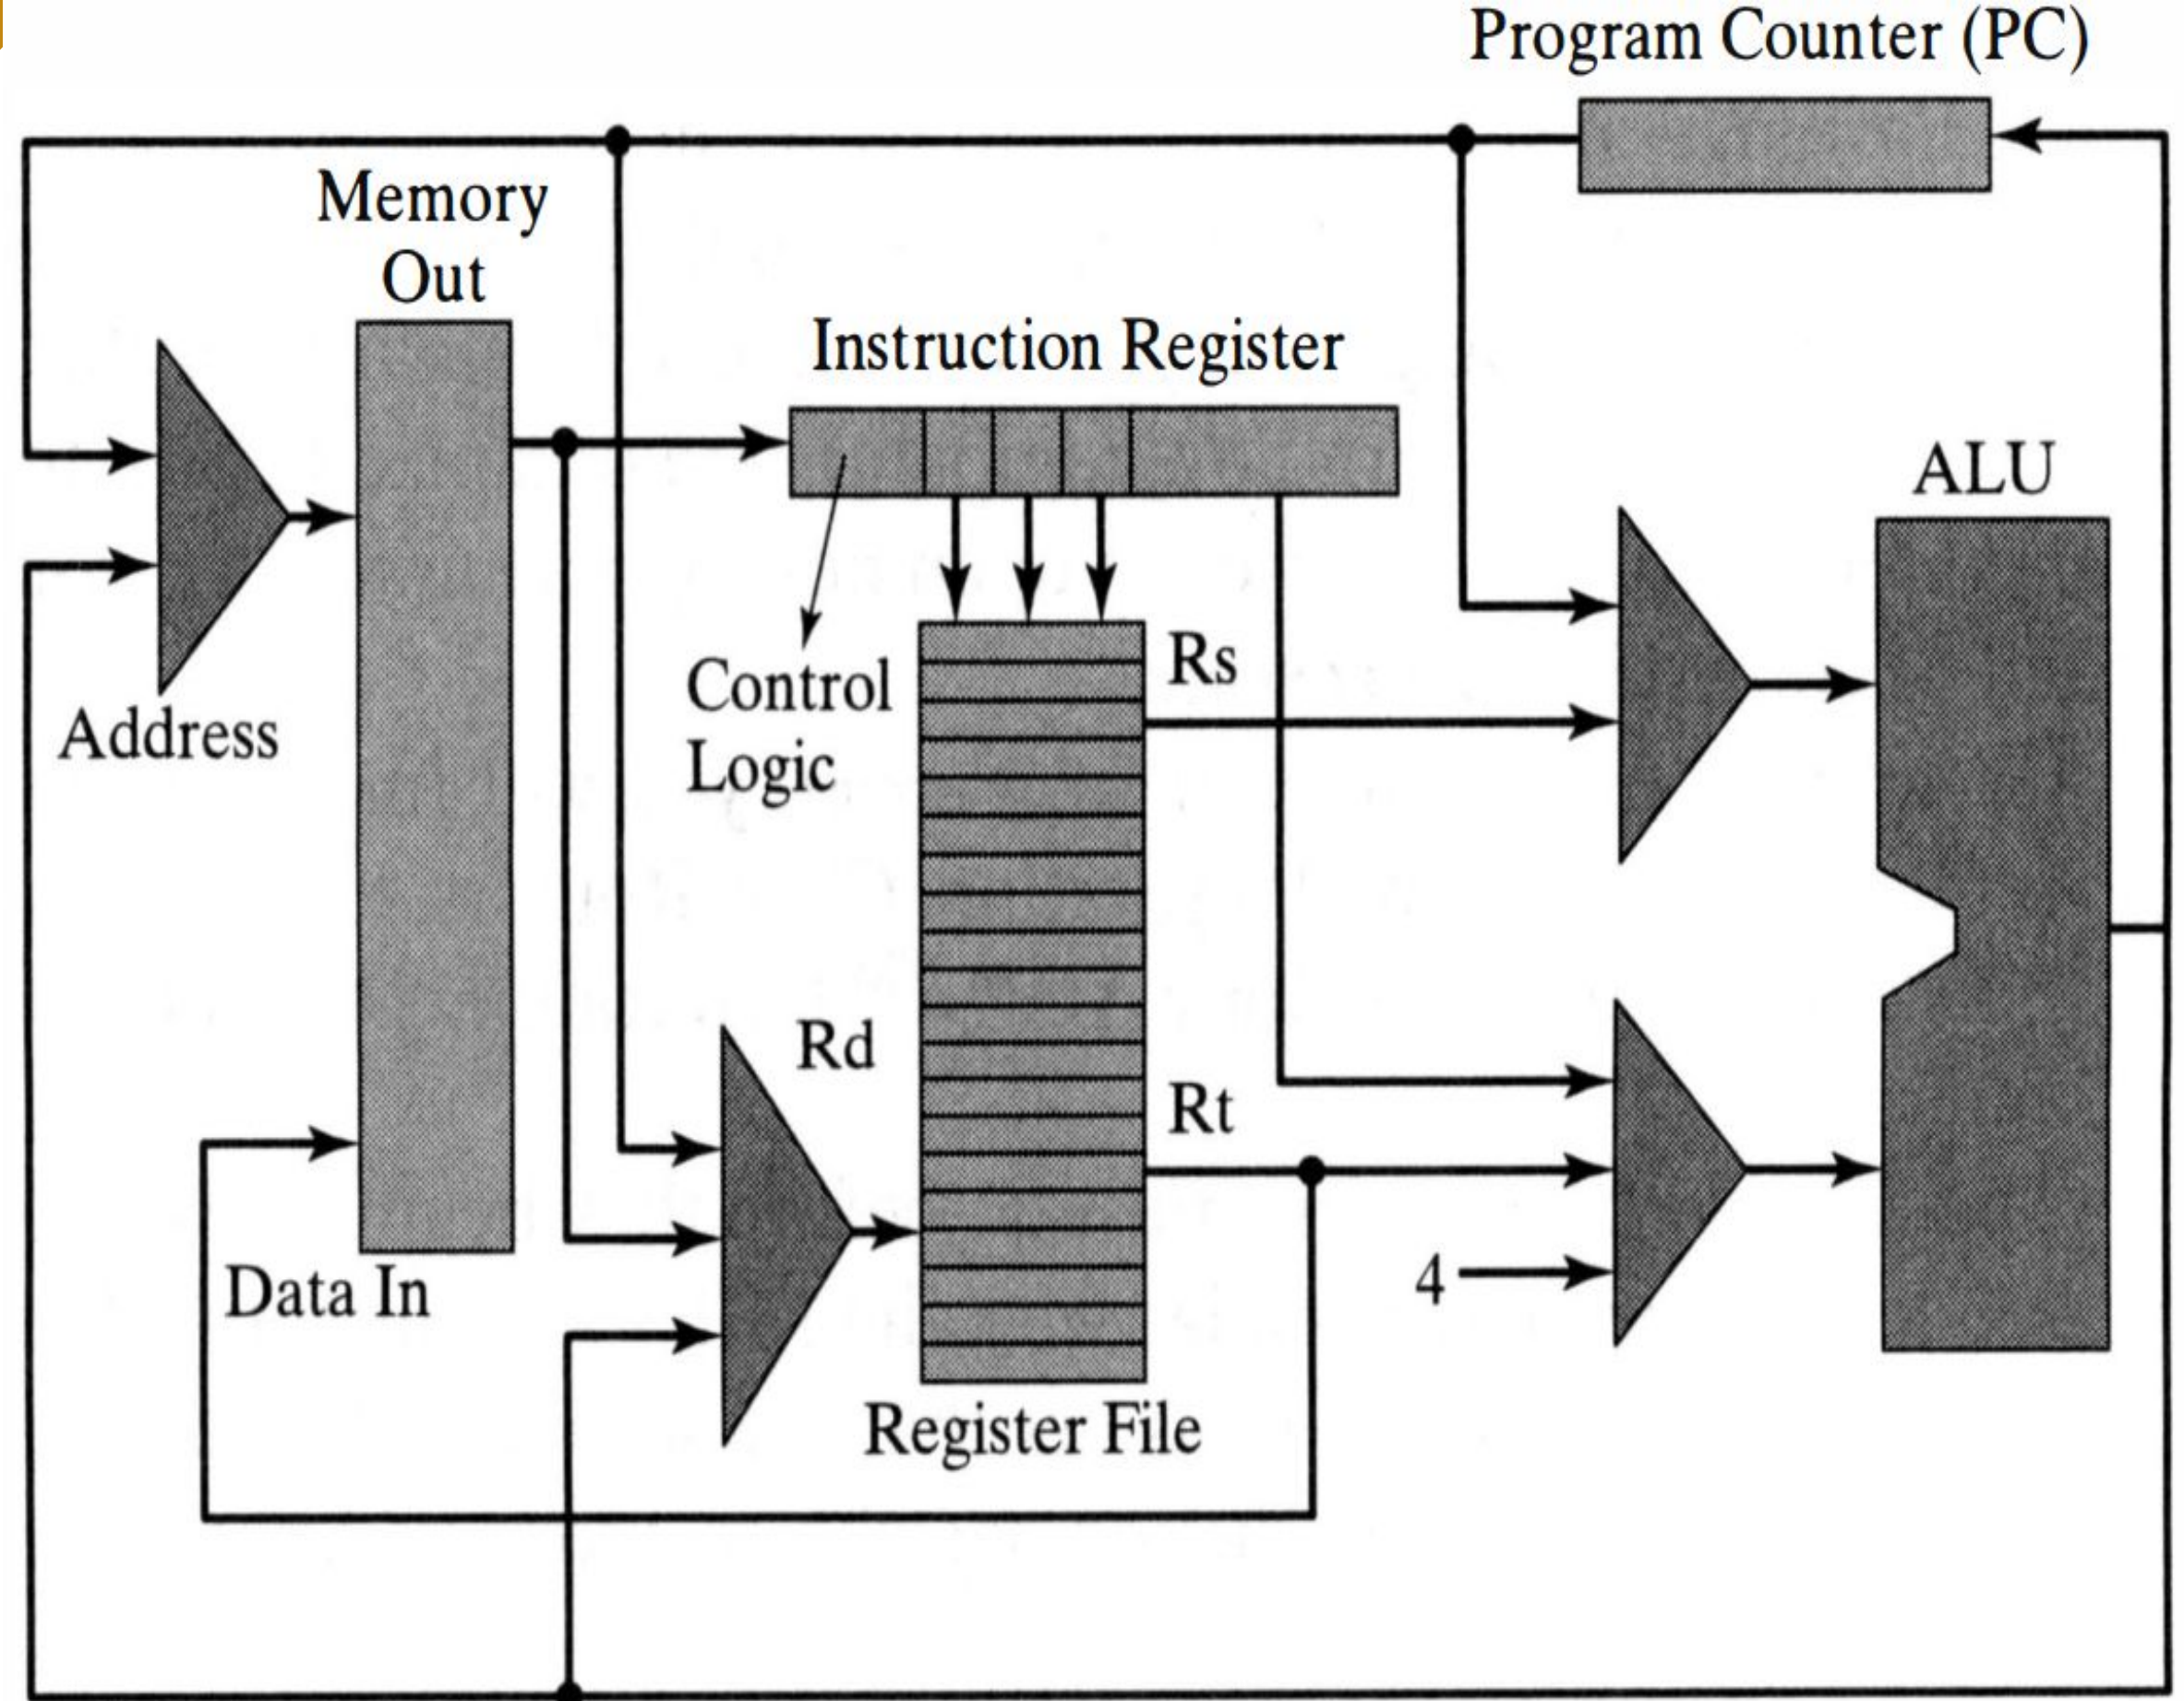 Program Counter (PC)
Memory
Out
Instruction Register
ALU
Rs
Control
Logic
Address
Rd
Rt
4
Data In
Register File